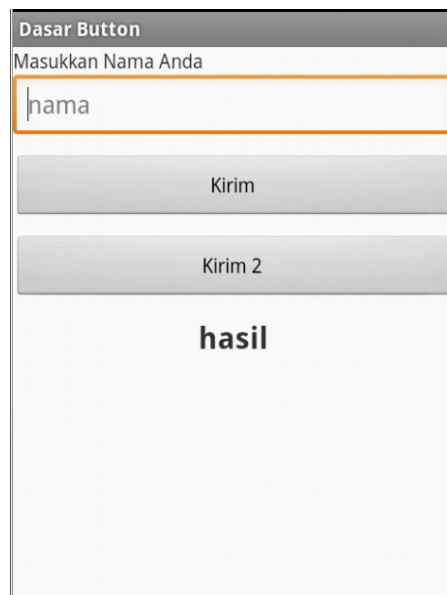 Dasar Button
Masukkan Nama Anda
nama
Kirim
Kirim 2
hasil